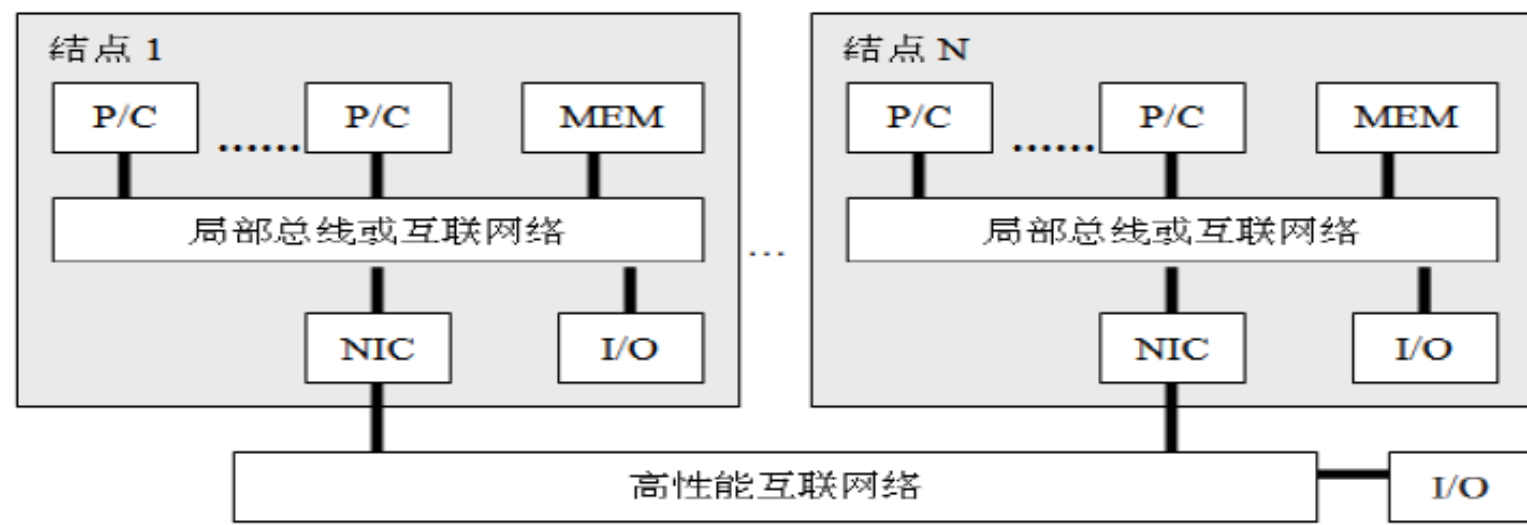 结点 1
P/C
......
P/C
MEM
局部总线或互联网络
NIC
I/O
...
结点 N
P/C
......
P/C
MEM
局部总线或互联网络
NIC
I/O
高性能互联网络
I/O